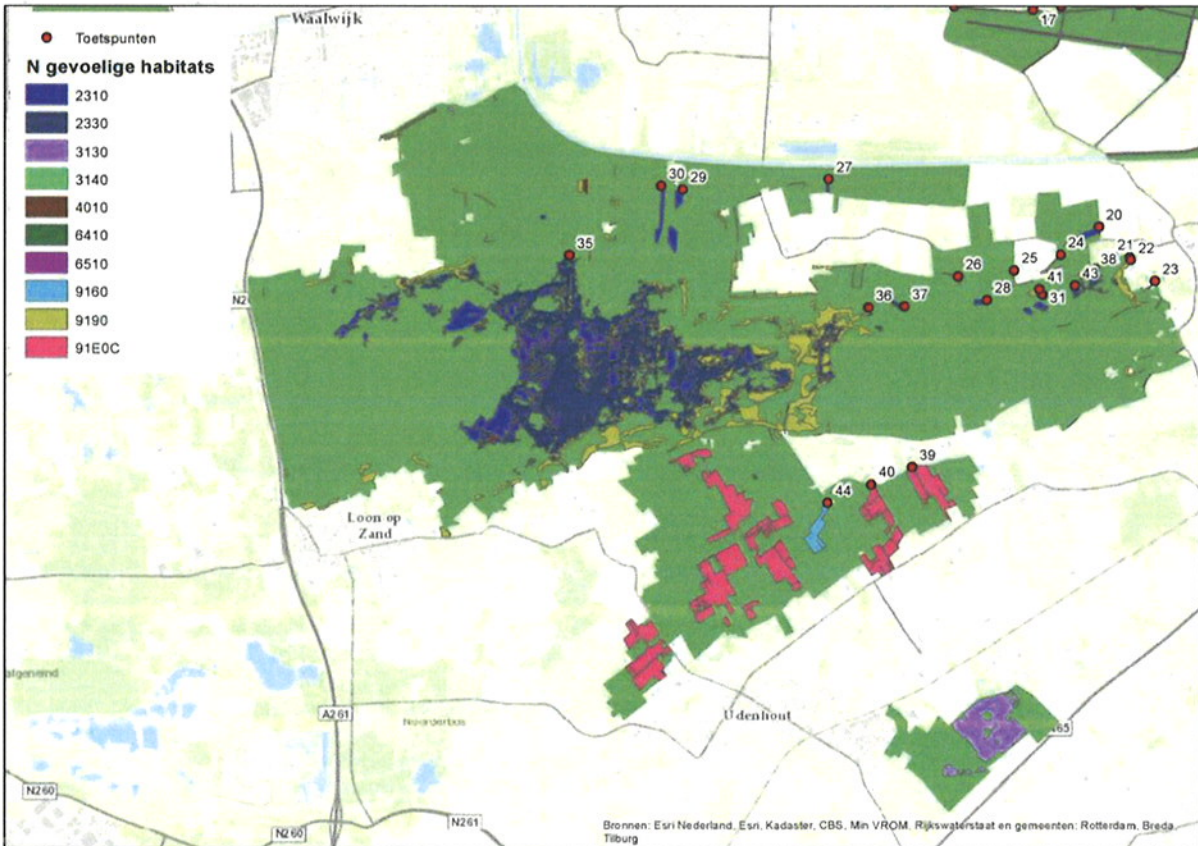 Waalwijk
17
Toetspunten
N gevoelige habitats
2310
2330
3130
3140
4010
6410
6510
9160
9190
91E0C
30
29
27
20
35
24
21
22
25
38
26
41
43
23
28
31
36
37
N2
39
40
44
Loon op
Zand
Udenhout
A261
N65
N260
N260
N261
Bronnen: Esri Nederland, Esri, Kadaster, CBS, Min VROM, Rijkswaterstaat en gemeenten: Rotterdam, Breda,
Tilburg